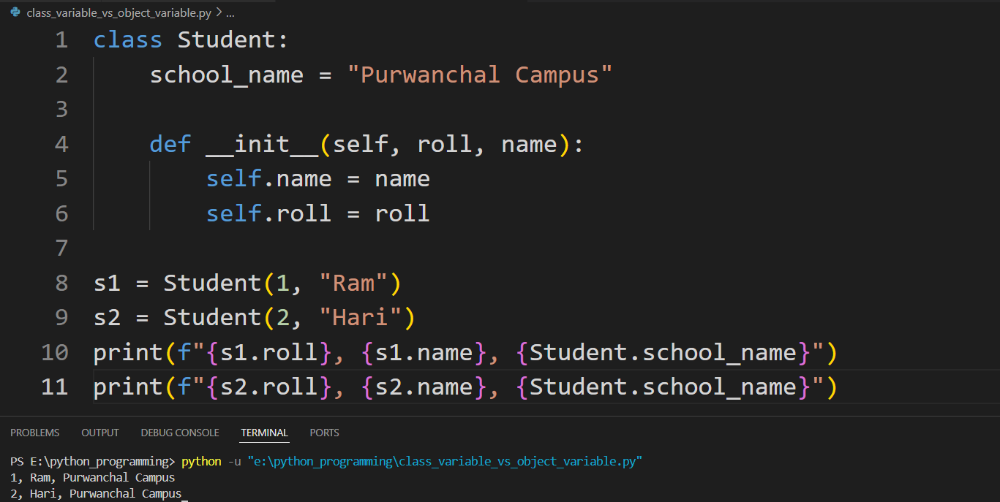 class_variable_vs_object_variable.py > ...
1 class Student:
2     school_name = "Purwanchal Campus"
3
4     def __init__(self, roll, name):
5         self.name = name
6         self.roll = roll
7
8 s1 = Student(1, "Ram")
9 s2 = Student(2, "Hari")
10 print(f"{s1.roll}, {s1.name}, {Student.school_name}")
11 print(f"{s2.roll}, {s2.name}, {Student.school_name}")
PROBLEMS OUTPUT DEBUG CONSOLE TERMINAL PORTS
PS E:\python_programming> python -u "e:\python_programming\class_variable_vs_object_variable.py"
1, Ram, Purwanchal Campus
2, Hari, Purwanchal Campus